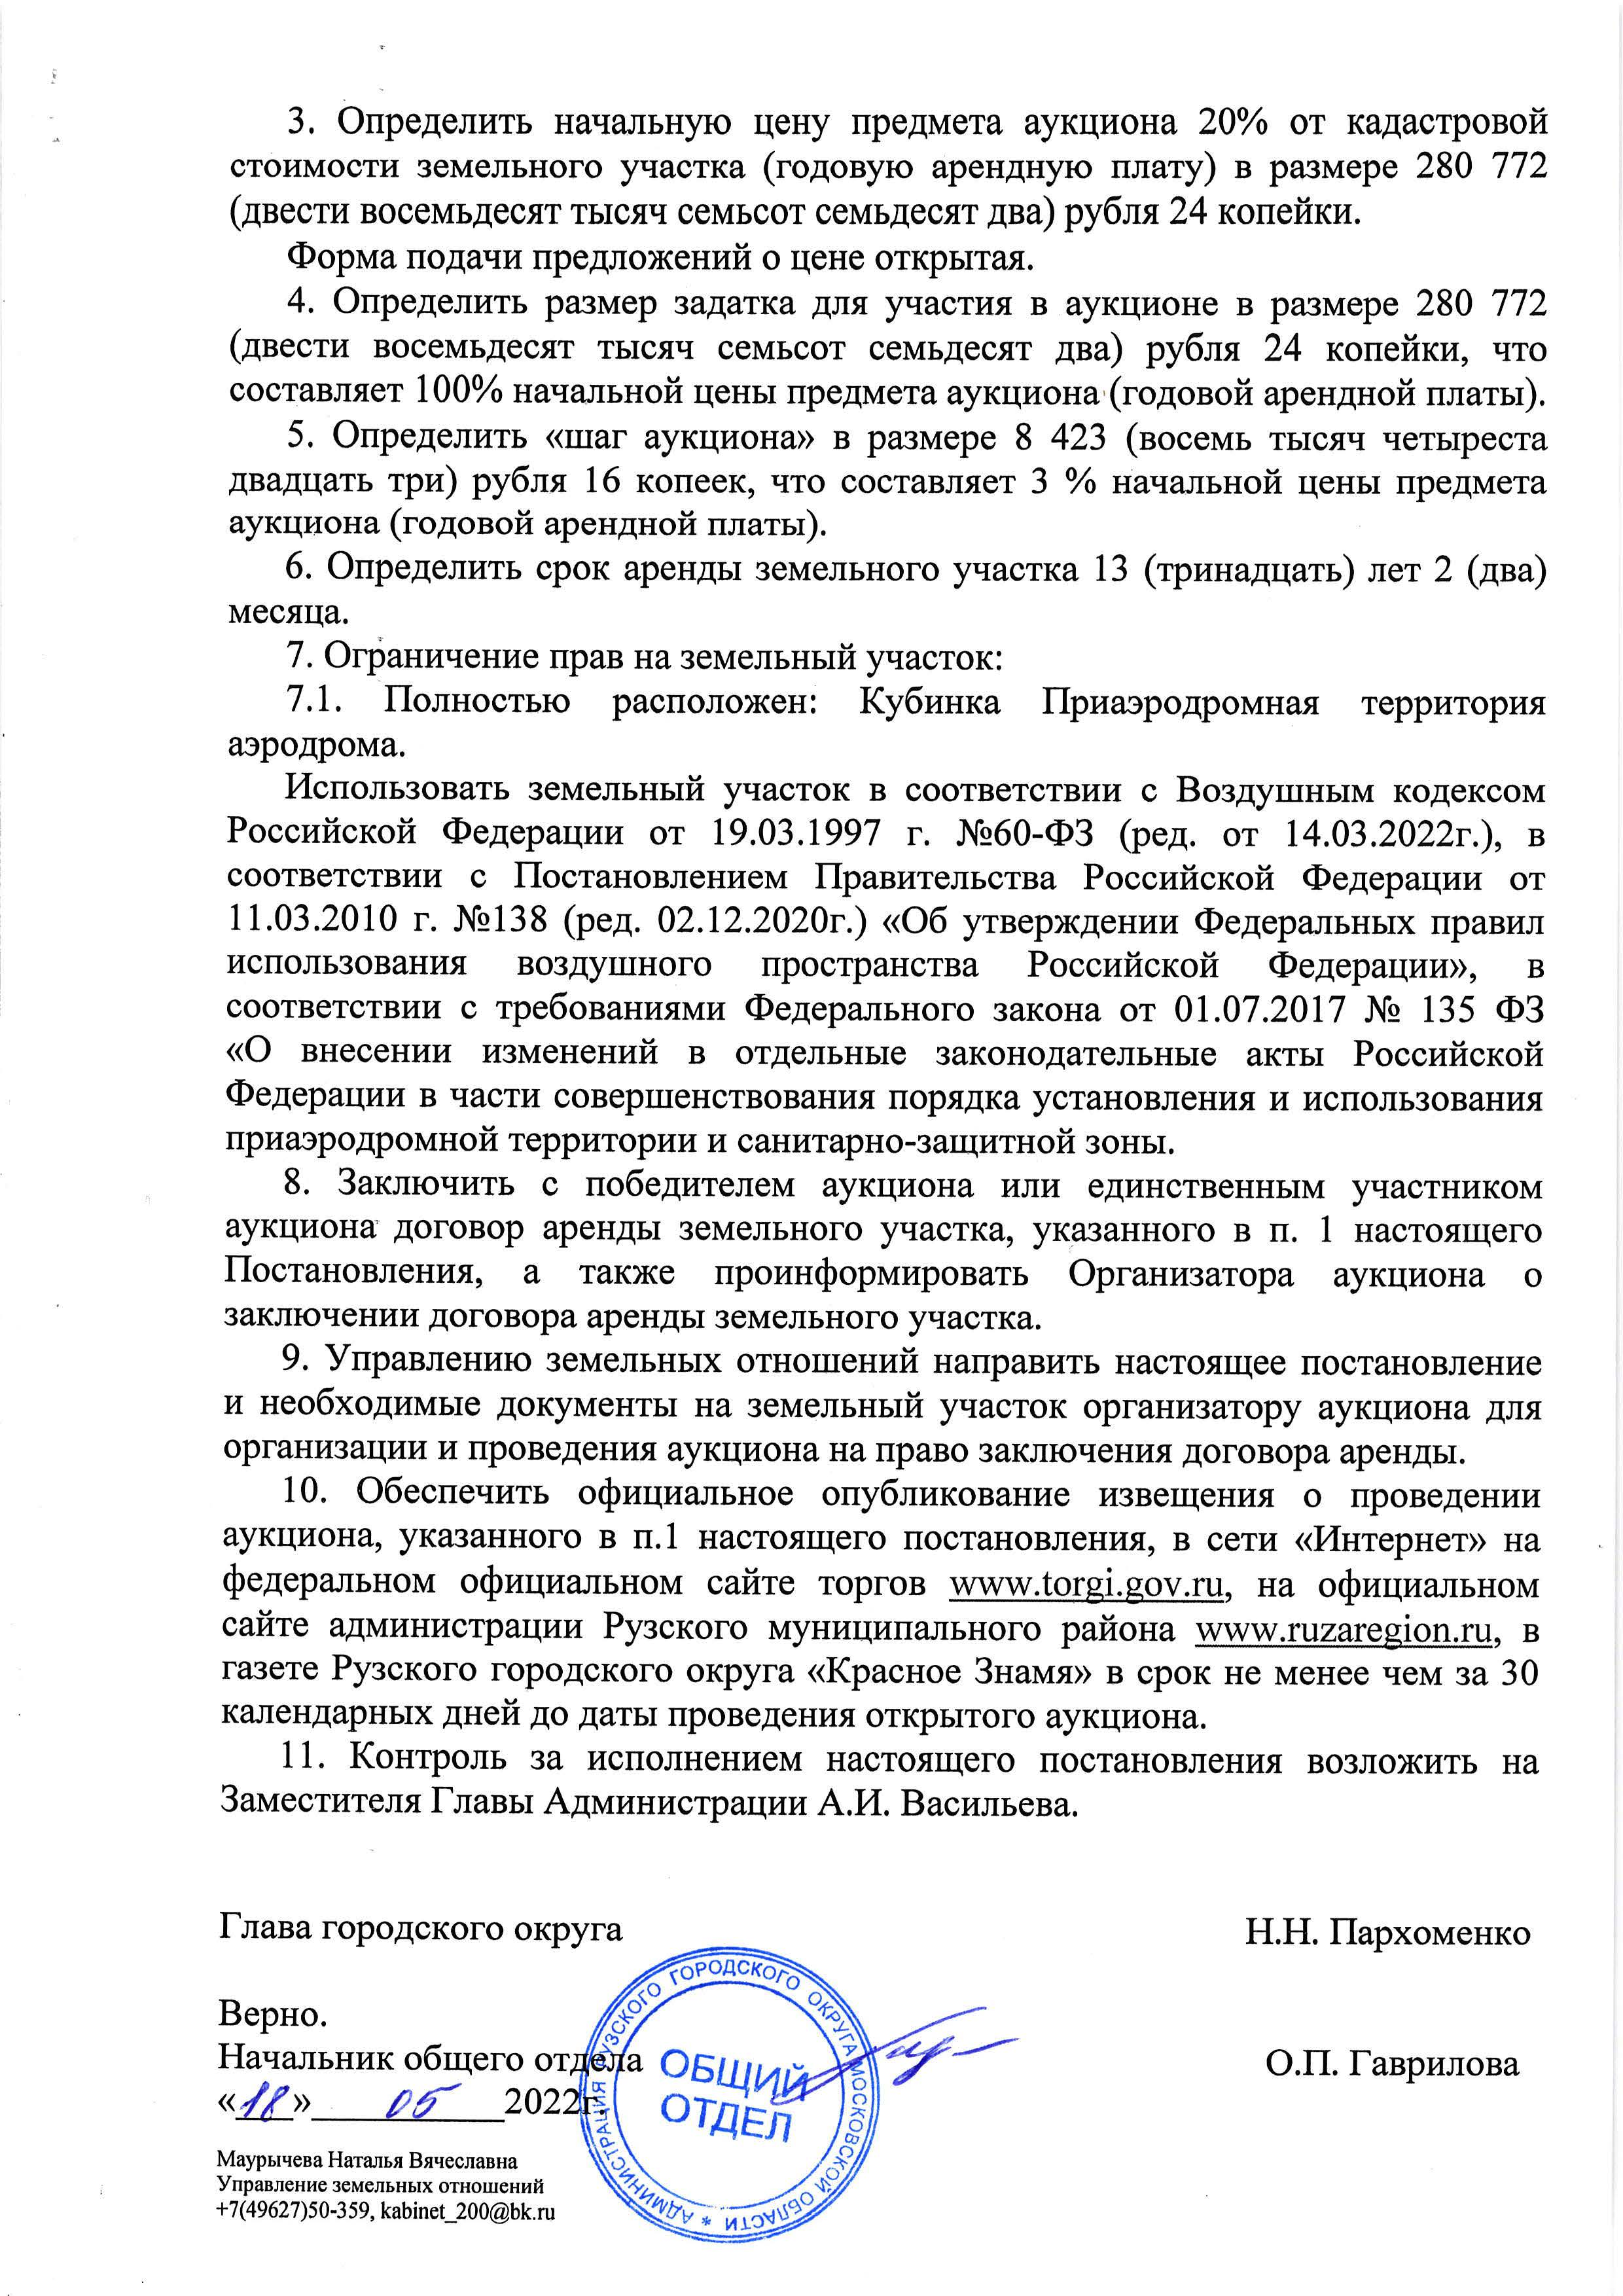 3. Определить начальную цену предмета аукциона 20% от кадастровой
стоимости земельного участка (годовую арендную плату) в размере 280 772
(двести восемьдесят тысяч семьсот семьдесят два) рубля 24 копейки.
Форма подачи предложений о цене открытая.
4. Определить размер задатка для участия в аукционе в размере 280 772
(двести восемьдесят тысяч семьсот семьдесят два) рубля 24 копейки, что
составляет 100% начальной цены предмета аукциона (годовой арендной платы).
5. Определить «шаг аукциона» в размере 8 423 (восемь тысяч четыреста
двадцать три) рубля 16 копеек, что составляет 3 % начальной цены предмета
аукциона (годовой арендной платы).
6. Определить срок аренды земельного участка 13 (тринадцать) лет 2 (два)
месяца.
7. Ограничение прав на земельный участок:
7.1. Полностью расположен: Кубинка Приаэродромная территория
аэродрома.
Использовать земельный участок в соответствии с Воздушным кодексом
Российской Федерации от 19.03.1997 г. №60-ФЗ (ред. от 14.03.2022г.), в
соответствии с Постановлением Правительства Российской Федерации от
11.03.2010 г. №138 (ред. 02.12.2020г.) «Об утверждении Федеральных правил
использования воздушного пространства Российской Федерации», в
соответствии с требованиями Федерального закона от 01.07.2017 № 135 ФЗ
«О внесении изменений в отдельные законодательные акты Российской
Федерации в части совершенствования порядка установления и использования
приаэродромной территории и санитарно-защитной зоны.
8. Заключить с победителем аукциона или единственным участником
аукциона договор аренды земельного участка, указанного в п. 1 настоящего
Постановления, а также проинформировать Организатора аукциона о
заключении договора аренды земельного участка.
9. Управлению земельных отношений направить настоящее постановление
и необходимые документы на земельный участок организатору аукциона для
организации и проведения аукциона на право заключения договора аренды.
10. Обеспечить официальное опубликование извещения о проведении
аукциона, указанного в п.1 настоящего постановления, в сети «Интернет» на
федеральном официальном сайте торгов www.torgi.gov.ru, на официальном
сайте администрации Рузского муниципального района www.ruzaregion.ru, в
газете Рузского городского округа «Красное Знамя» в срок не менее чем за 30
календарных дней до даты проведения открытого аукциона.
11. Контроль за исполнением настоящего постановления возложить на
Заместителя Главы Администрации А.И. Васильева.
Глава городского округа Н.Н. Пархоменко
Верно.
Начальник общего отдела О.П. Гаврилова
«18» 05 2022г.
АДМИНИСТРАЦИЯ РУЗСКОГО ГОРОДСКОГО ОКРУГА МОСКОВСКОЙ ОБЛАСТИ *
ОБЩИЙ
ОТДЕЛ
Маурычева Наталья Вячеславна
Управление земельных отношений
+7(49627)50-359, kabinet_200@bk.ru